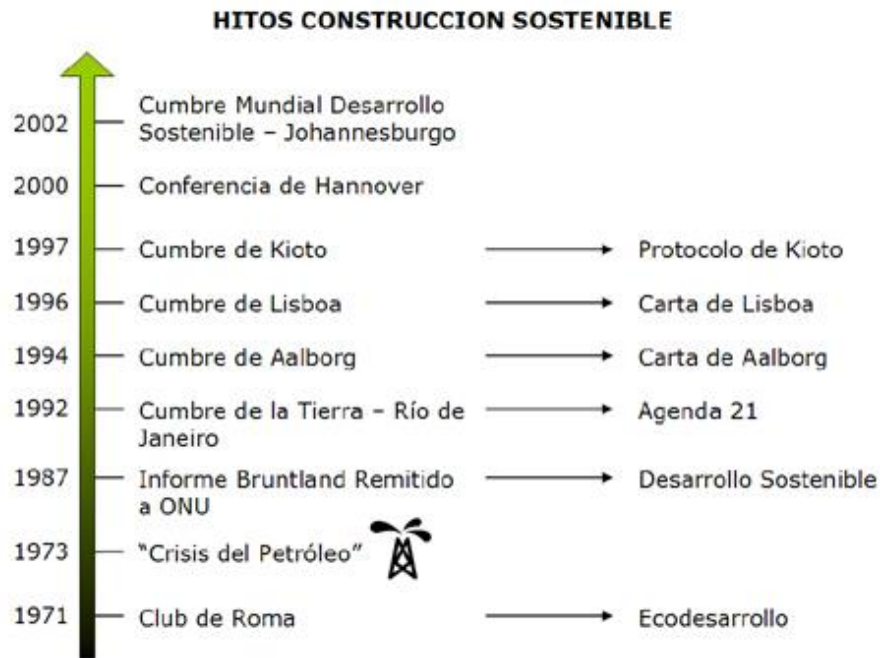 HITOS CONSTRUCCION SOSTENIBLE
2002 Cumbre Mundial Desarrollo
Sostenible – Johannesburgo
2000 Conferencia de Hannover
1997 Cumbre de Kioto Protocolo de Kioto
1996 Cumbre de Lisboa Carta de Lisboa
1994 Cumbre de Aalborg Carta de Aalborg
1992 Cumbre de la Tierra – Río de Agenda 21
Janeiro
1987 Informe Bruntland Remitido Desarrollo Sostenible
a ONU
1973 “Crisis del Petróleo”
1971 Club de Roma Ecodesarrollo